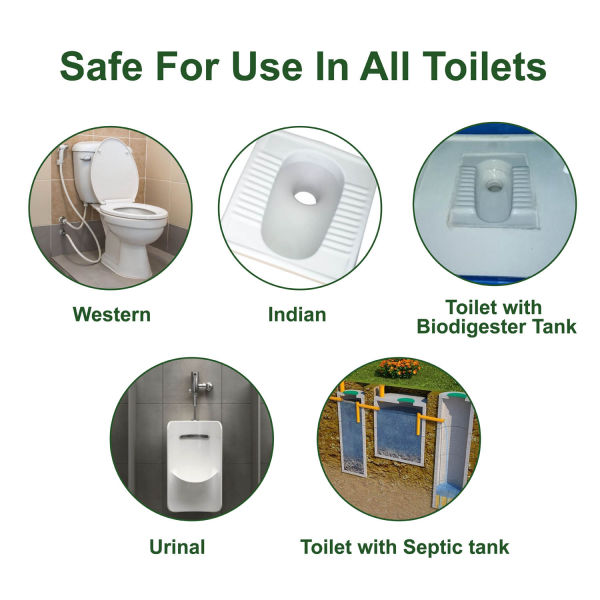 Safe For Use In All Toilets
Western
Indian
Toilet with
Biodigester Tank
Urinal
Toilet with Septic tank